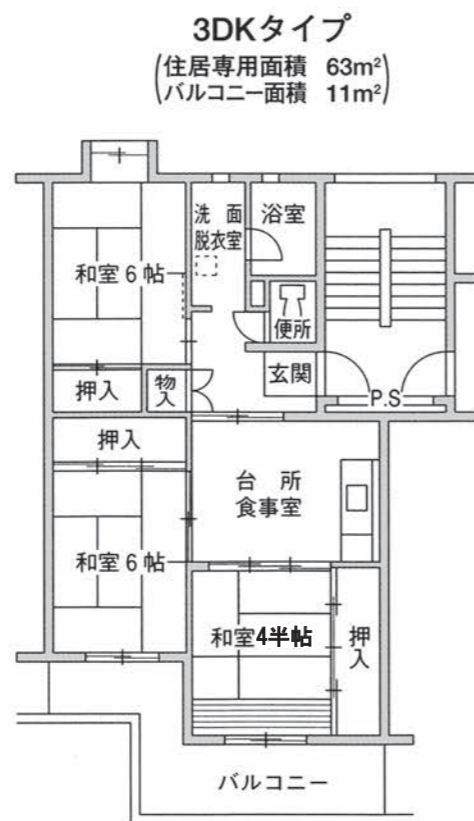 3DKタイプ
(住居専用面積 63m²
バルコニー面積 11m²)
洗面
脱衣室
浴室
和室6帖
便所
押入
物入
玄関
P.S
押入
台所
食事室
和室6帖
和室4半帖
押入
バルコニー